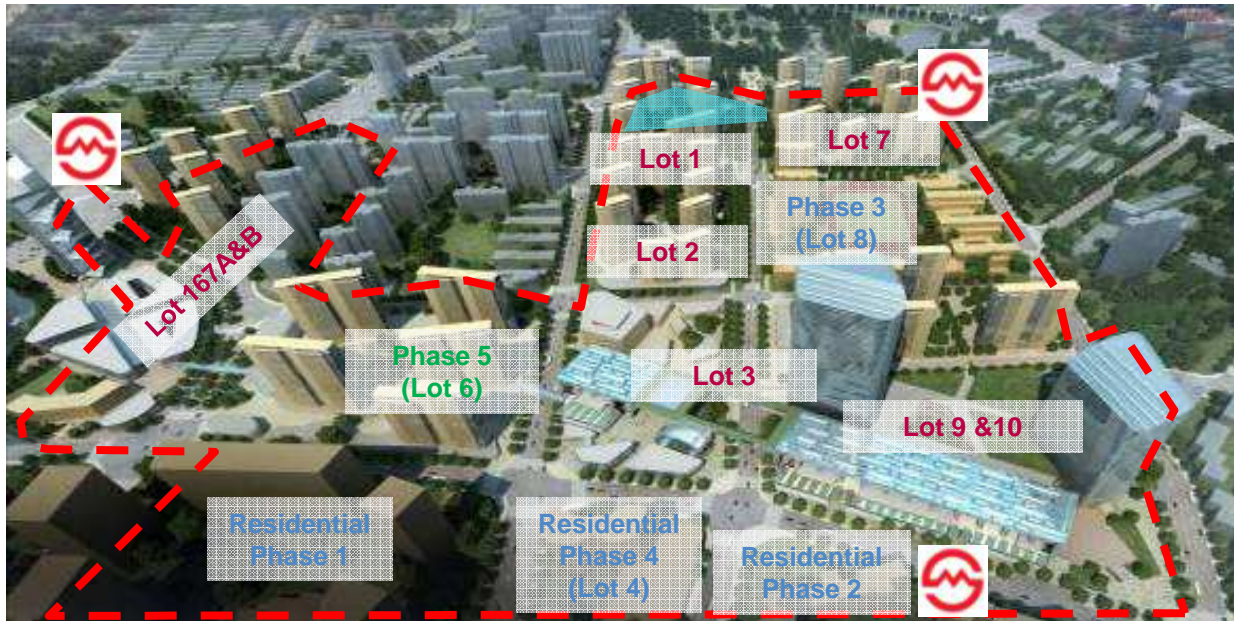 Lot 1
Lot 7
Phase 3
(Lot 8)
Lot 2
Lot 167A&B
Phase 5
(Lot 6)
Lot 3
Lot 9 &10
Residential
Phase 1
Residential
Phase 4
(Lot 4)
Residential
Phase 2